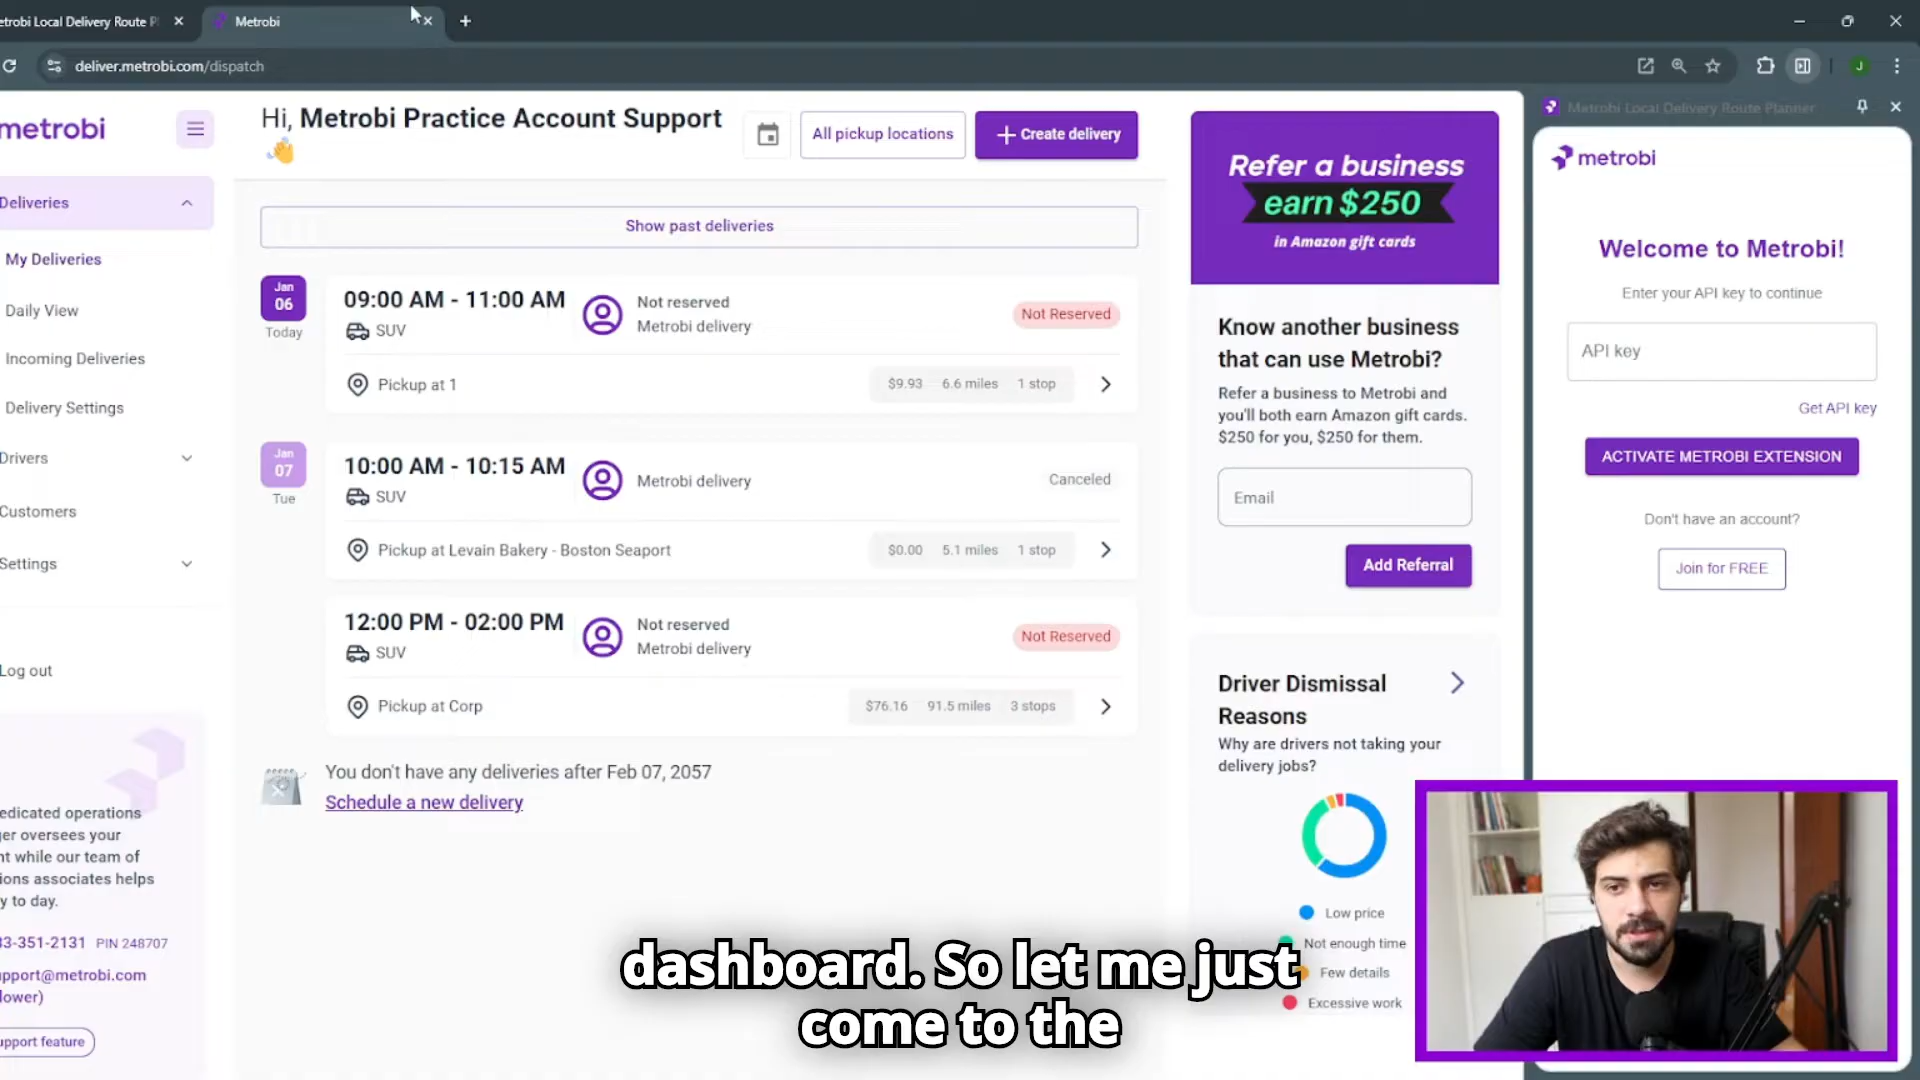 etrobi Local Delivery Route P
Metrobi
deliver.metrobi.com/dispatch
J
metrobi
Deliveries
My Deliveries
Daily View
Incoming Deliveries
Delivery Settings
Drivers
Customers
Settings
Log out
edicated operations
ger oversees your
nt while our team of
ions associates helps
y to day.
33-351-2131 PIN 248707
upport@metrobi.com
lower)
upport feature
Hi, Metrobi Practice Account Support
All pickup locations
Create delivery
Show past deliveries
Jan
06
Today
09:00 AM - 11:00 AM
SUV
Not reserved
Metrobi delivery
Not Reserved
Pickup at 1
$9.93 6.6 miles 1 stop
Jan
07
Tue
10:00 AM - 10:15 AM
SUV
Metrobi delivery
Canceled
Pickup at Levain Bakery - Boston Seaport
$0.00 5.1 miles 1 stop
12:00 PM - 02:00 PM
SUV
Not reserved
Metrobi delivery
Not Reserved
Pickup at Corp
$76.16 91.5 miles 3 stops
You don't have any deliveries after Feb 07, 2057
Schedule a new delivery
Refer a business
earn $250
in Amazon gift cards
Know another business
that can use Metrobi?
Refer a business to Metrobi and
you'll both earn Amazon gift cards.
$250 for you, $250 for them.
Email
Add Referral
Driver Dismissal
Reasons
Why are drivers not taking your
delivery jobs?
Low price
Not enough time
Few details
Excessive work
Metrobi Local Delivery Route Planner
metrobi
Welcome to Metrobi!
Enter your API key to continue
API key
Get API key
ACTIVATE METROBI EXTENSION
Don't have an account?
Join for FREE
dashboard. So let me just
come to the